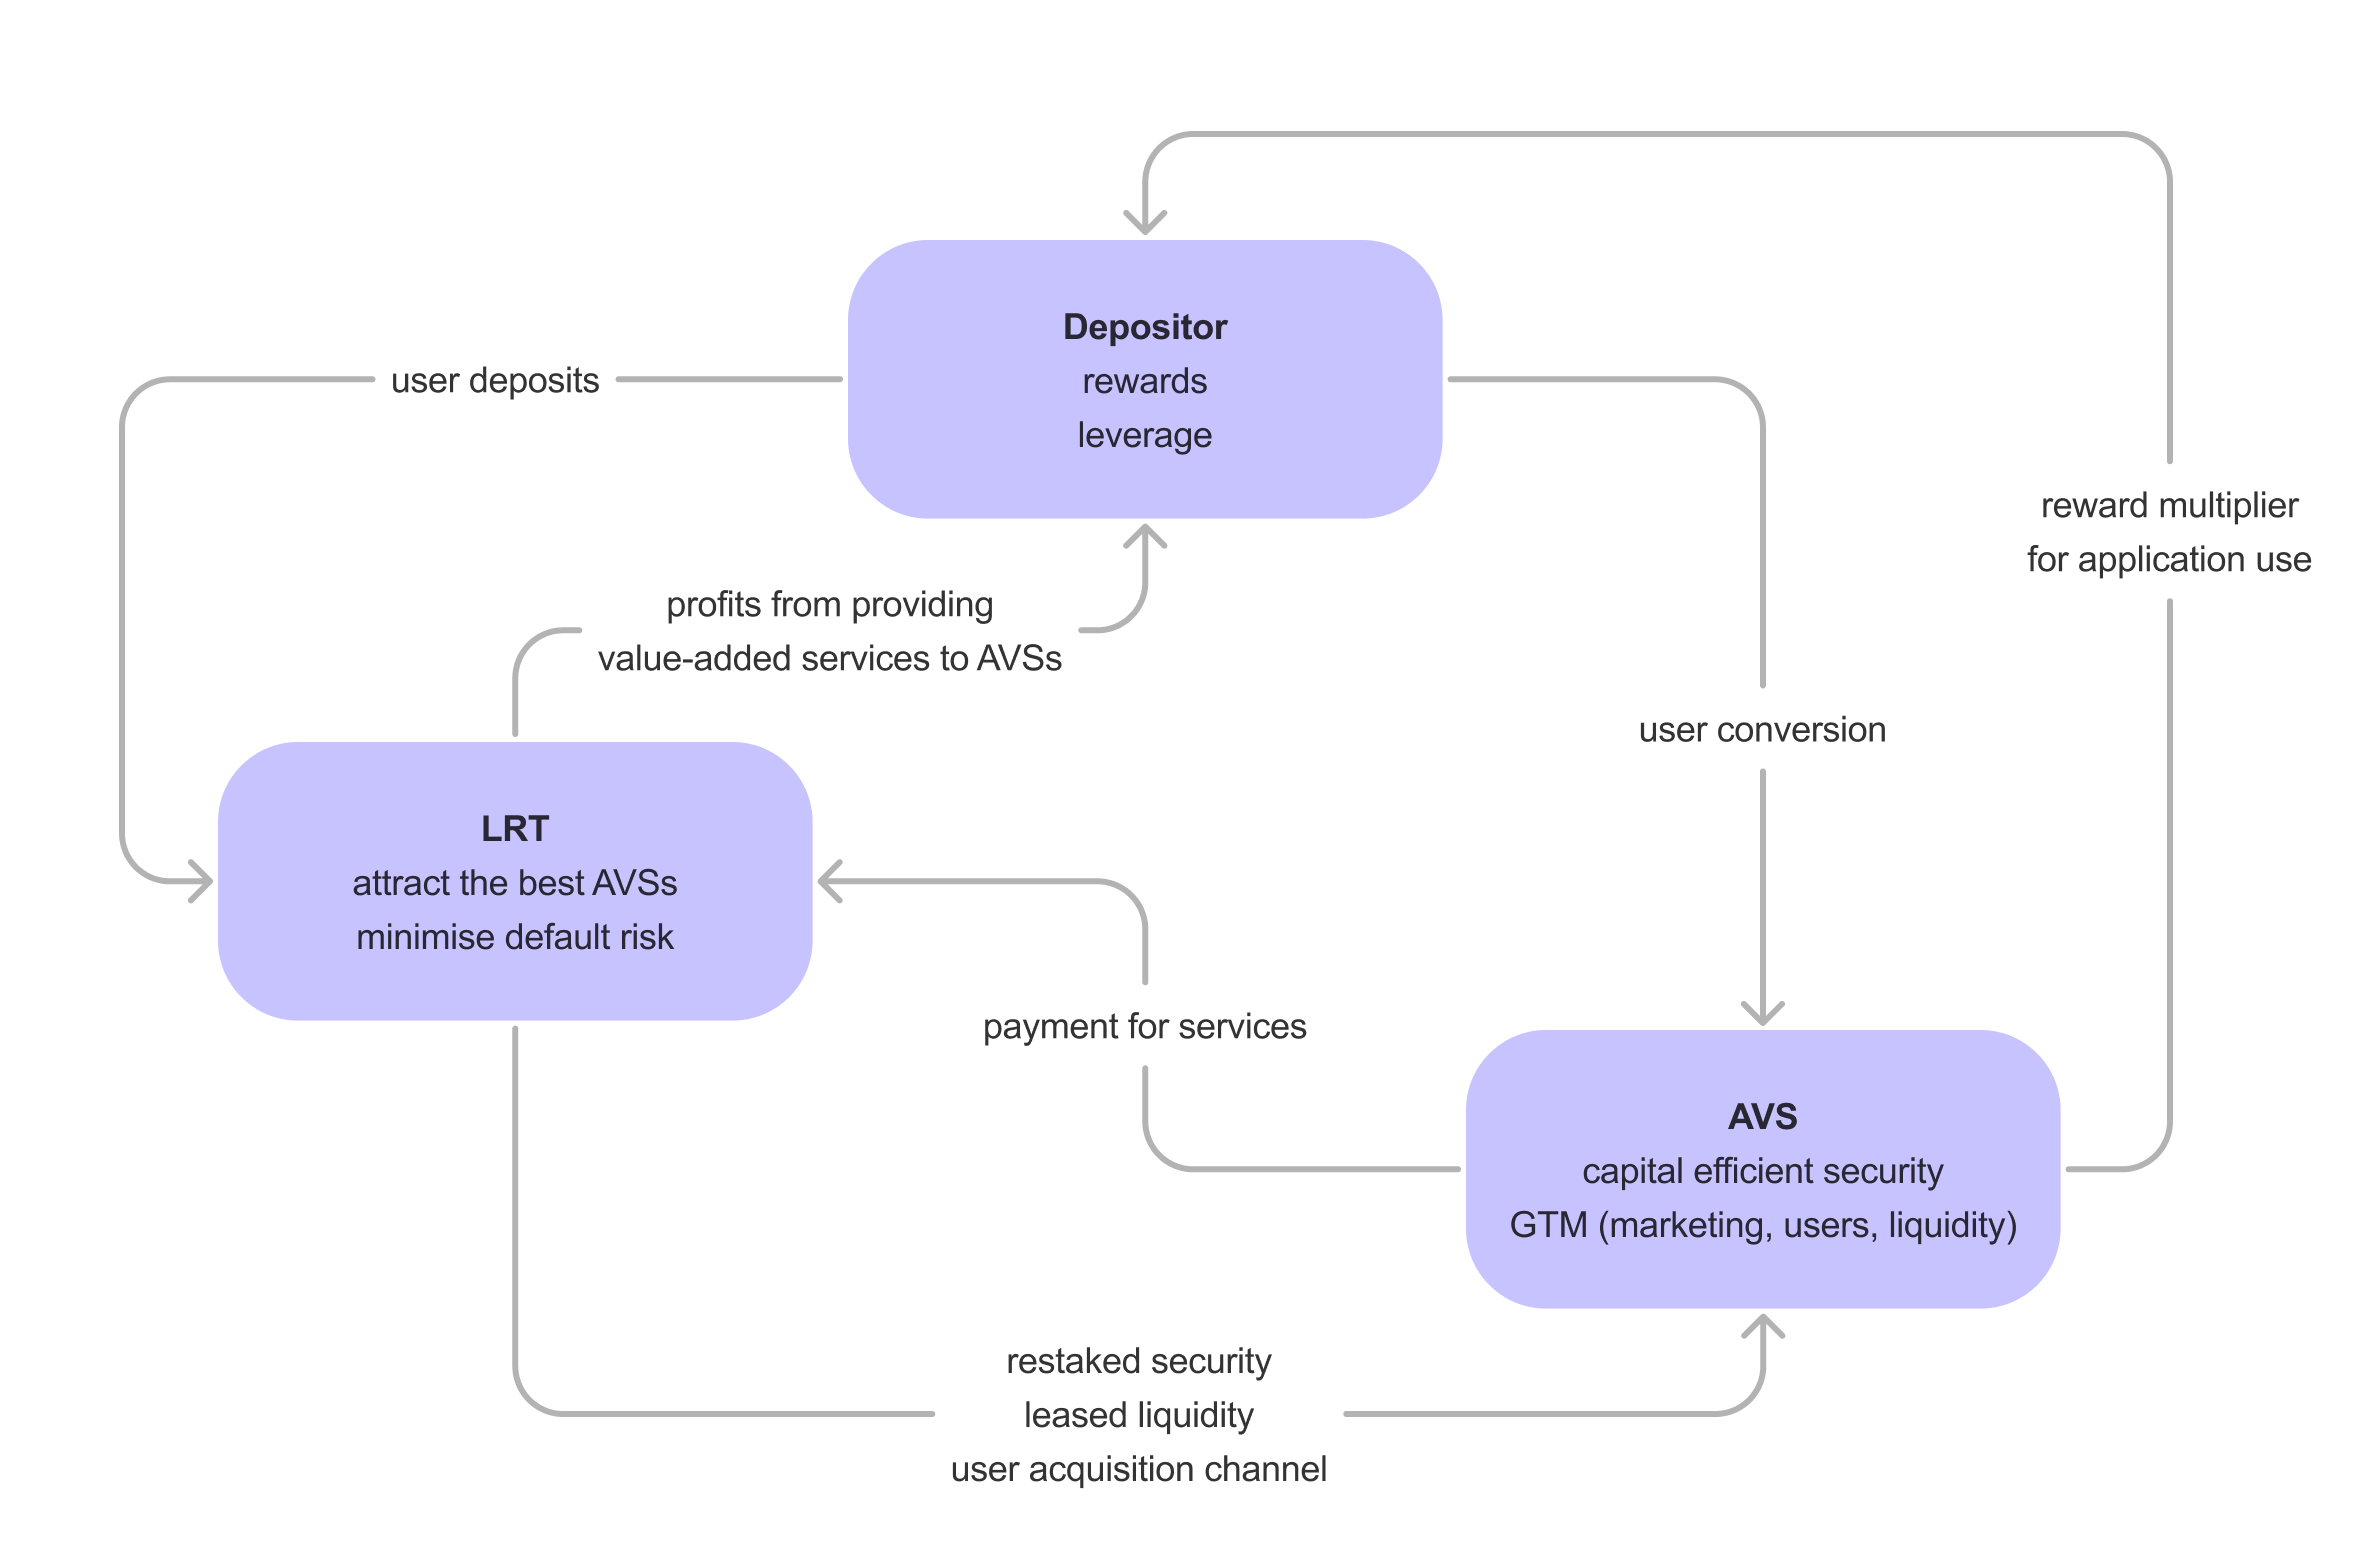 Depositor
rewards
leverage
user deposits
reward multiplier
for application use
profits from providing
value-added services to AVSs
user conversion
LRT
attract the best AVSs
minimise default risk
payment for services
AVS
capital efficient security
GTM (marketing, users, liquidity)
restaked security
leased liquidity
user acquisition channel